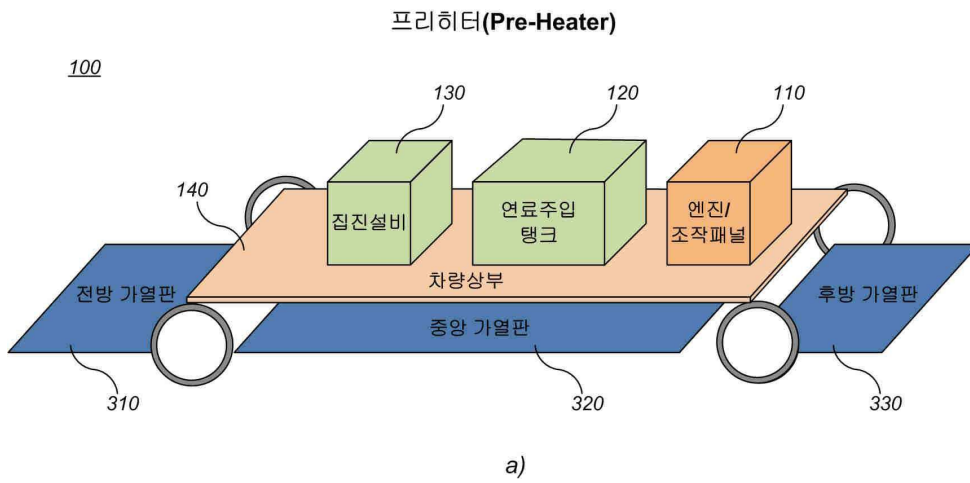 프리히터(Pre-Heater)
100
130
120
110
140
집진설비
연료주입
탱크
엔진/
조작패널
차량상부
전방 가열판
중앙 가열판
후방 가열판
310
320
330
a)